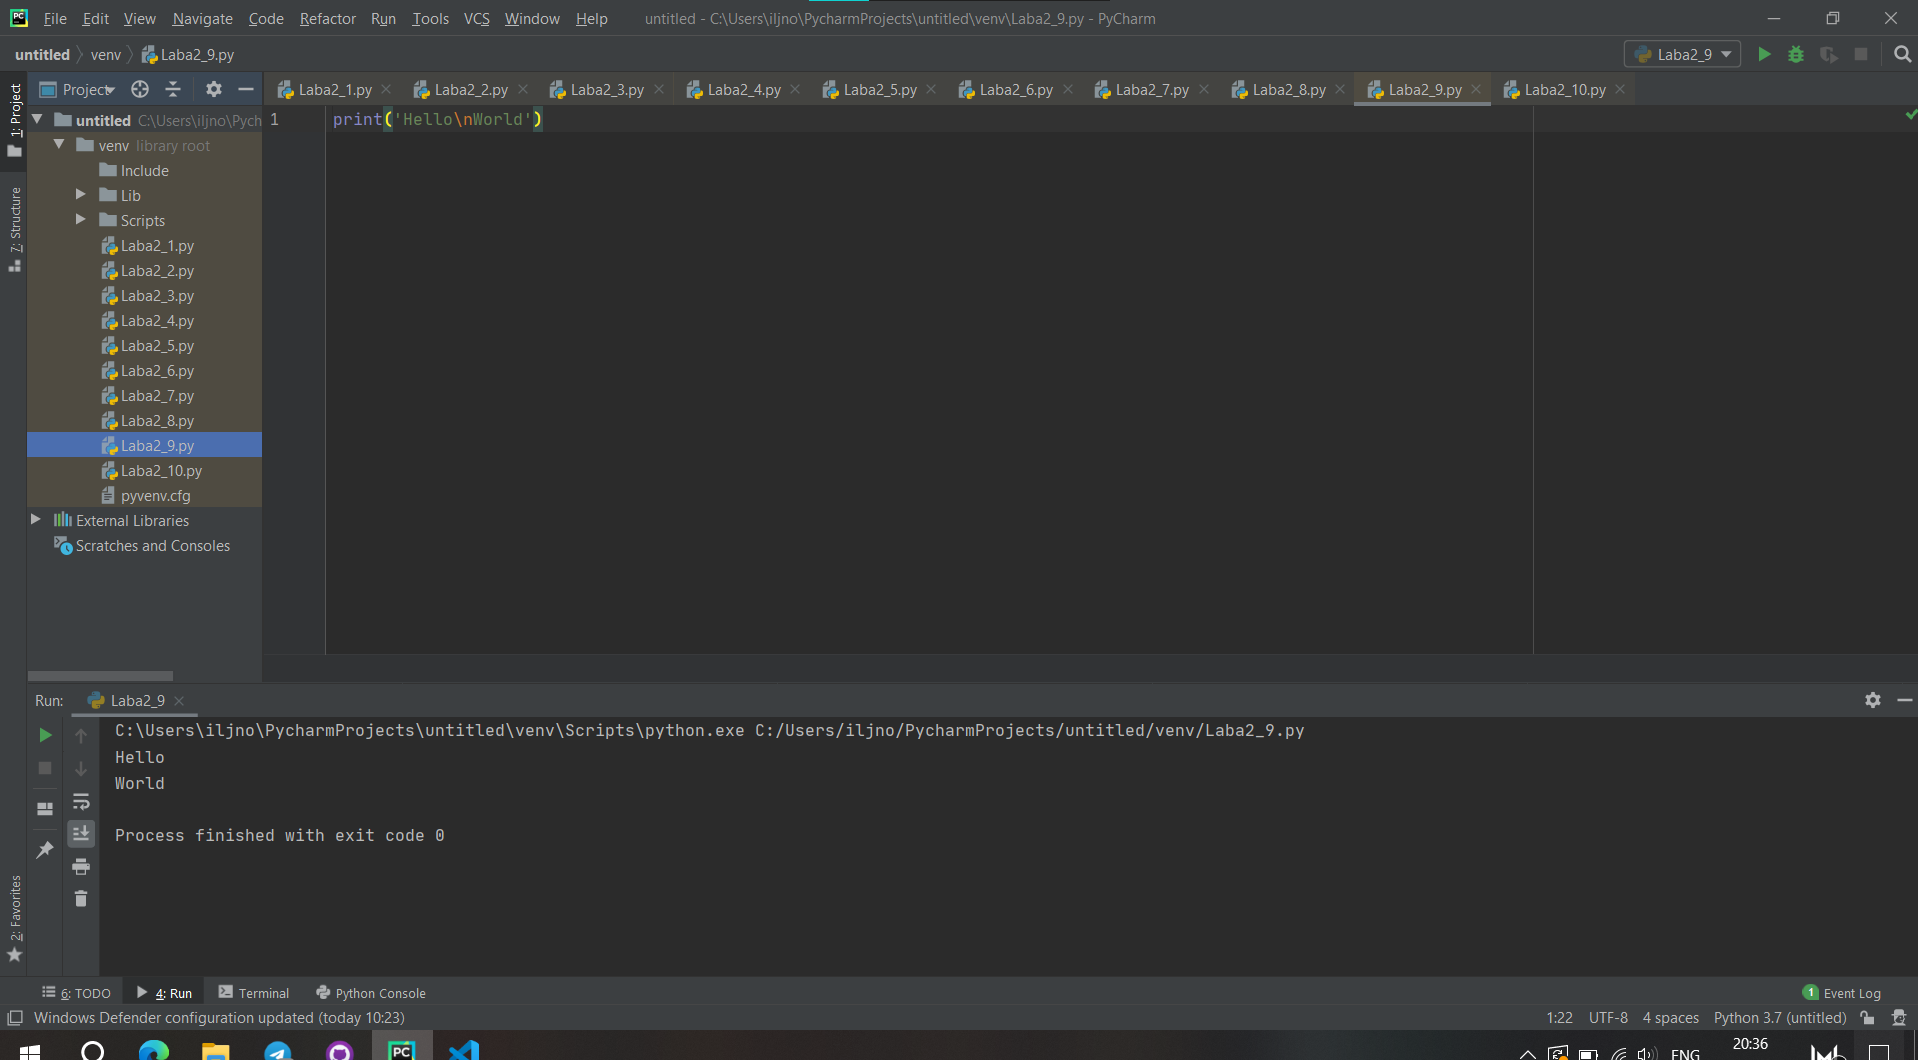 PC File Edit View Navigate Code Refactor Run Tools VCS Window Help untitled - C:\Users\iljno\PycharmProjects\untitled\venv\Laba2_9.py - PyCharm
untitled venv Laba2_9.py Laba2_9
1: Project
Project
Laba2_1.py Laba2_2.py Laba2_3.py Laba2_4.py Laba2_5.py Laba2_6.py Laba2_7.py Laba2_8.py Laba2_9.py Laba2_10.py
untitled C:\Users\iljno\Pych
1 print('Hello\nWorld')
venv library root
Include
Lib
Scripts
7: Structure
Laba2_1.py
Laba2_2.py
Laba2_3.py
Laba2_4.py
Laba2_5.py
Laba2_6.py
Laba2_7.py
Laba2_8.py
Laba2_9.py
Laba2_10.py
pyvenv.cfg
External Libraries
Scratches and Consoles
Run: Laba2_9
C:\Users\iljno\PycharmProjects\untitled\venv\Scripts\python.exe C:/Users/iljno/PycharmProjects/untitled/venv/Laba2_9.py
Hello
World
Process finished with exit code 0
2: Favorites
6: TODO 4: Run Terminal Python Console 1 Event Log
Windows Defender configuration updated (today 10:23) 1:22 UTF-8 4 spaces Python 3.7 (untitled)
PC ENG 20:36